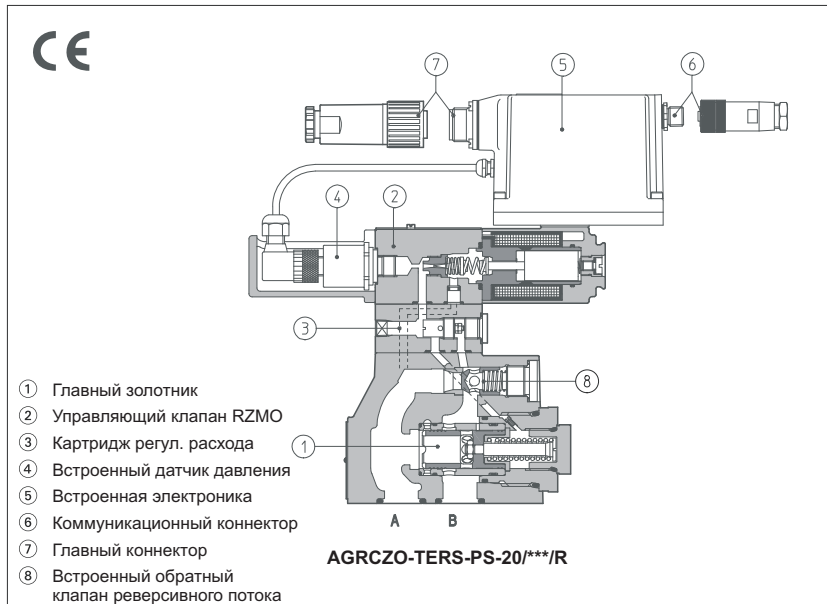 CE
7
5
6
4
2
3
8
1
① Главный золотник
② Управляющий клапан RZMO
③ Картридж регул. расхода
④ Встроенный датчик давления
⑤ Встроенная электроника
⑥ Коммуникационный коннектор
⑦ Главный коннектор
⑧ Встроенный обратный
клапан реверсивного потока
A B
AGRCZO-TERS-PS-20/***/R